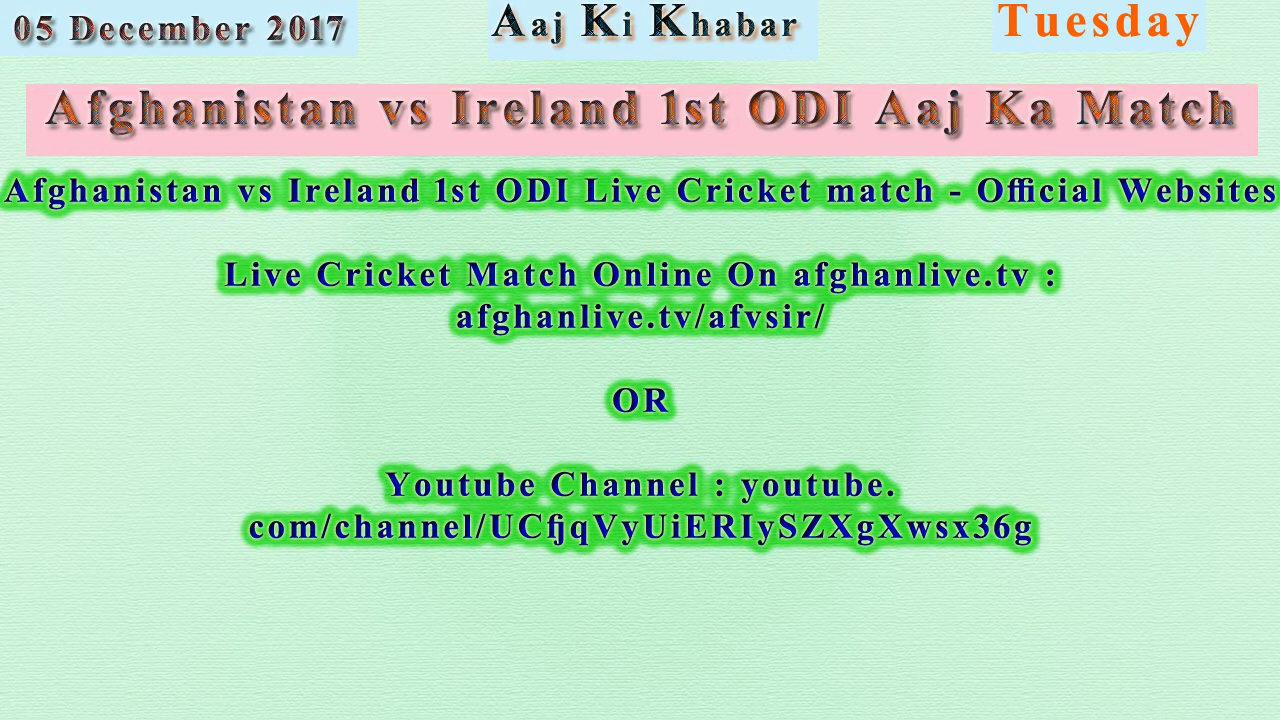 05 December 2017 Aaj Ki Khabar Tuesday
Afghanistan vs Ireland 1st ODI Aaj Ka Match
Afghanistan vs Ireland 1st ODI Live Cricket match - Official Websites
Live Cricket Match Online On afghanlive.tv :
afghanlive.tv/afvsir/
OR
Youtube Channel : youtube.
com/channel/UCfjqVyUiERIySZXgXwsx36g